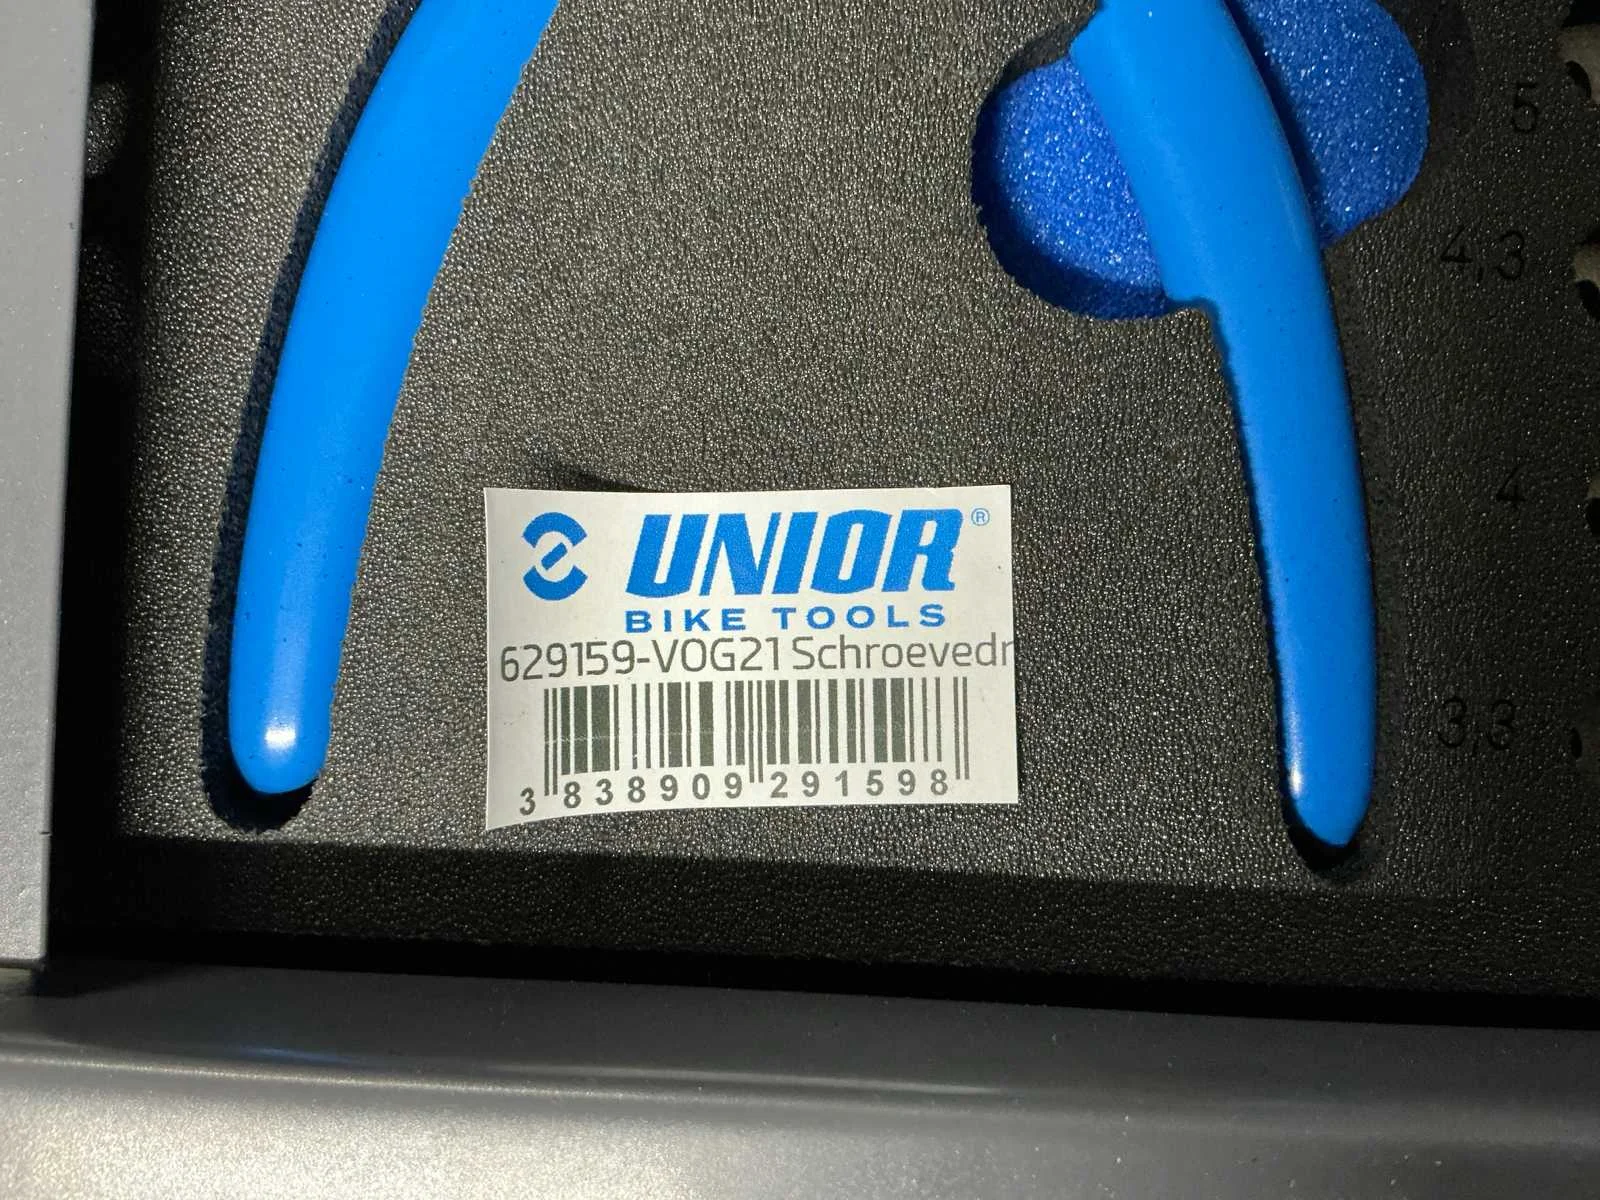 5
4,3
4
UNIOR®
BIKE TOOLS
629159-VOG21 Schroevedr
3 838909 291598
3,3